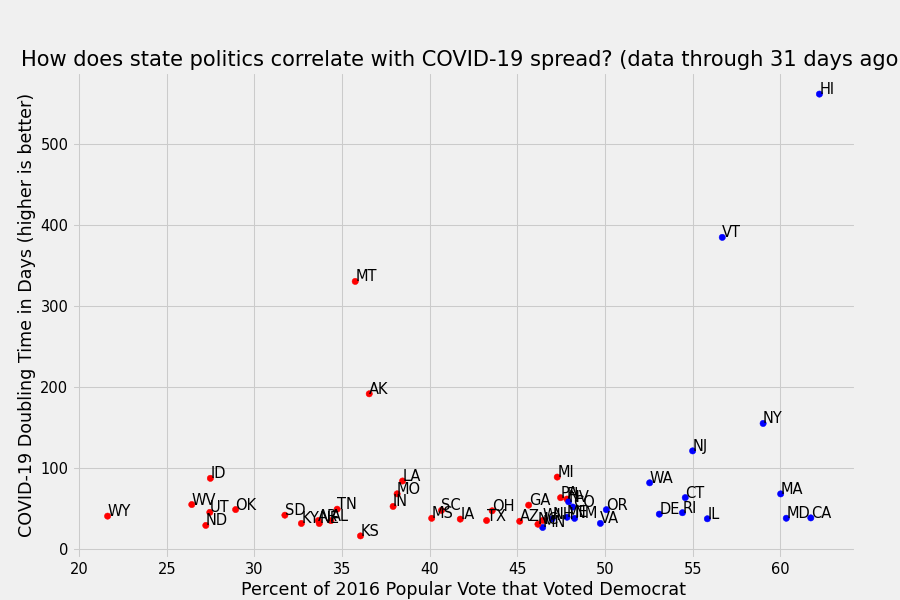 How does state politics correlate with COVID-19 spread? (data through 31 days ago
COVID-19 Doubling Time in Days (higher is better)
500
400
300
200
100
0
HI
VT
MT
AK
NY
NJ
MI
ID
LA
WA
MO
MA
CT
WV
IN
GA
OK
TN
SC
OH
OR
UT
WY
SD
DE
RI
ND
KY
MS
IA
TX
AZ
VA
IL
MD
CA
KS
MN
20
25
30
35
40
45
50
55
60
Percent of 2016 Popular Vote that Voted Democrat